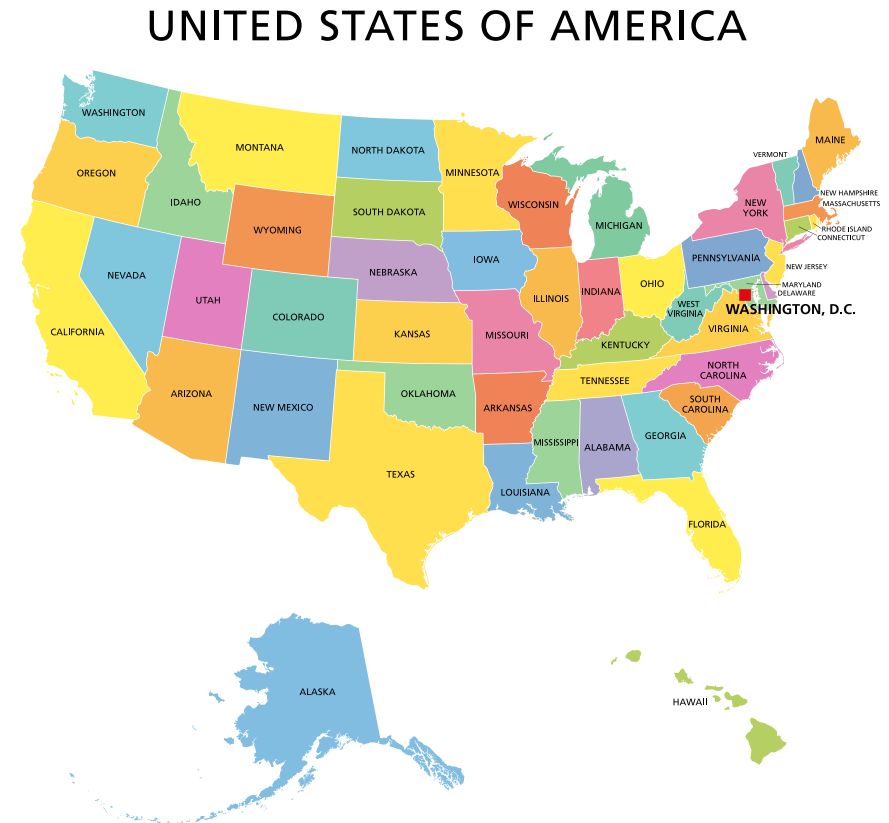 UNITED STATES OF AMERICA
WASHINGTON
MONTANA
NORTH DAKOTA
MINNESOTA
MAINE
VERMONT
OREGON
IDAHO
WISCONSIN
NEW HAMPSHIRE
MASSACHUSETTS
SOUTH DAKOTA
NEW
YORK
MICHIGAN
WYOMING
RHODE ISLAND
CONNECTICUT
IOWA
PENNSYLVANIA
NEW JERSEY
NEBRASKA
NEVADA
OHIO
MARYLAND
DELAWARE
UTAH
ILLINOIS
INDIANA
WEST
VIRGINIA
WASHINGTON, D.C.
COLORADO
CALIFORNIA
KANSAS
MISSOURI
VIRGINIA
KENTUCKY
NORTH
CAROLINA
TENNESSEE
ARIZONA
OKLAHOMA
SOUTH
CAROLINA
NEW MEXICO
ARKANSAS
GEORGIA
MISSISSIPPI
ALABAMA
TEXAS
LOUISIANA
FLORIDA
ALASKA
HAWAII